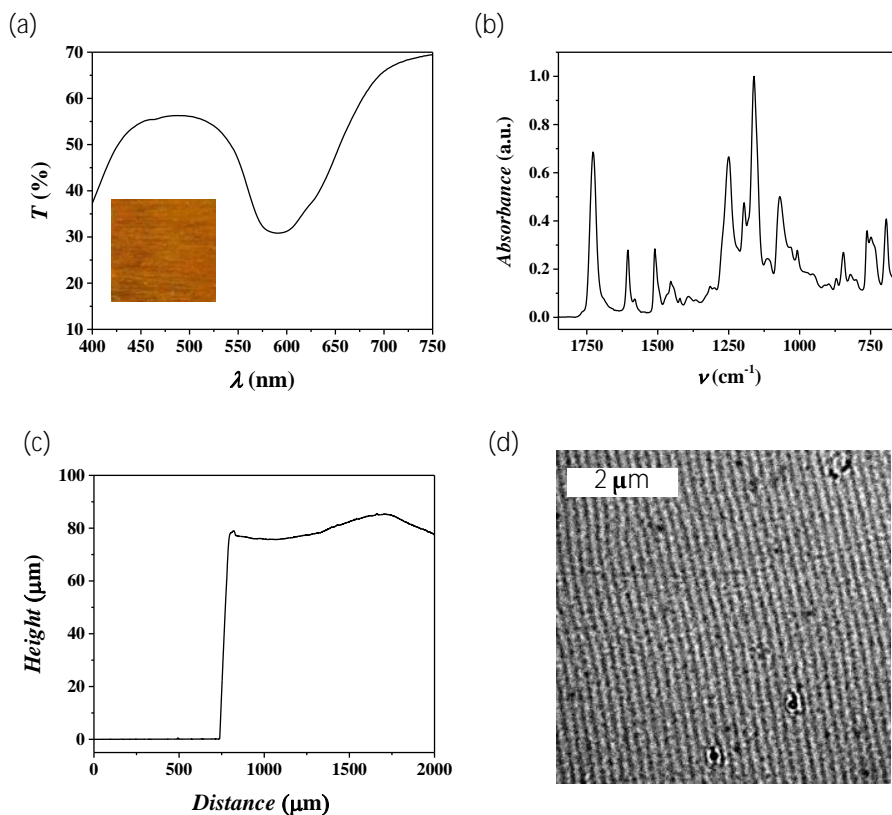 (a)
70
60
50
40
30
20
10
T (%)
400 450 500 550 600 650 700 750
λ (nm)
(b)
1.0
0.8
0.6
0.4
0.2
0.0
Absorbance (a.u.)
1750 1500 1250 1000 750
ν (cm⁻¹)
(c)
100
80
60
40
20
0
Height (μm)
0 500 1000 1500 2000
Distance (μm)
(d)
2 μm